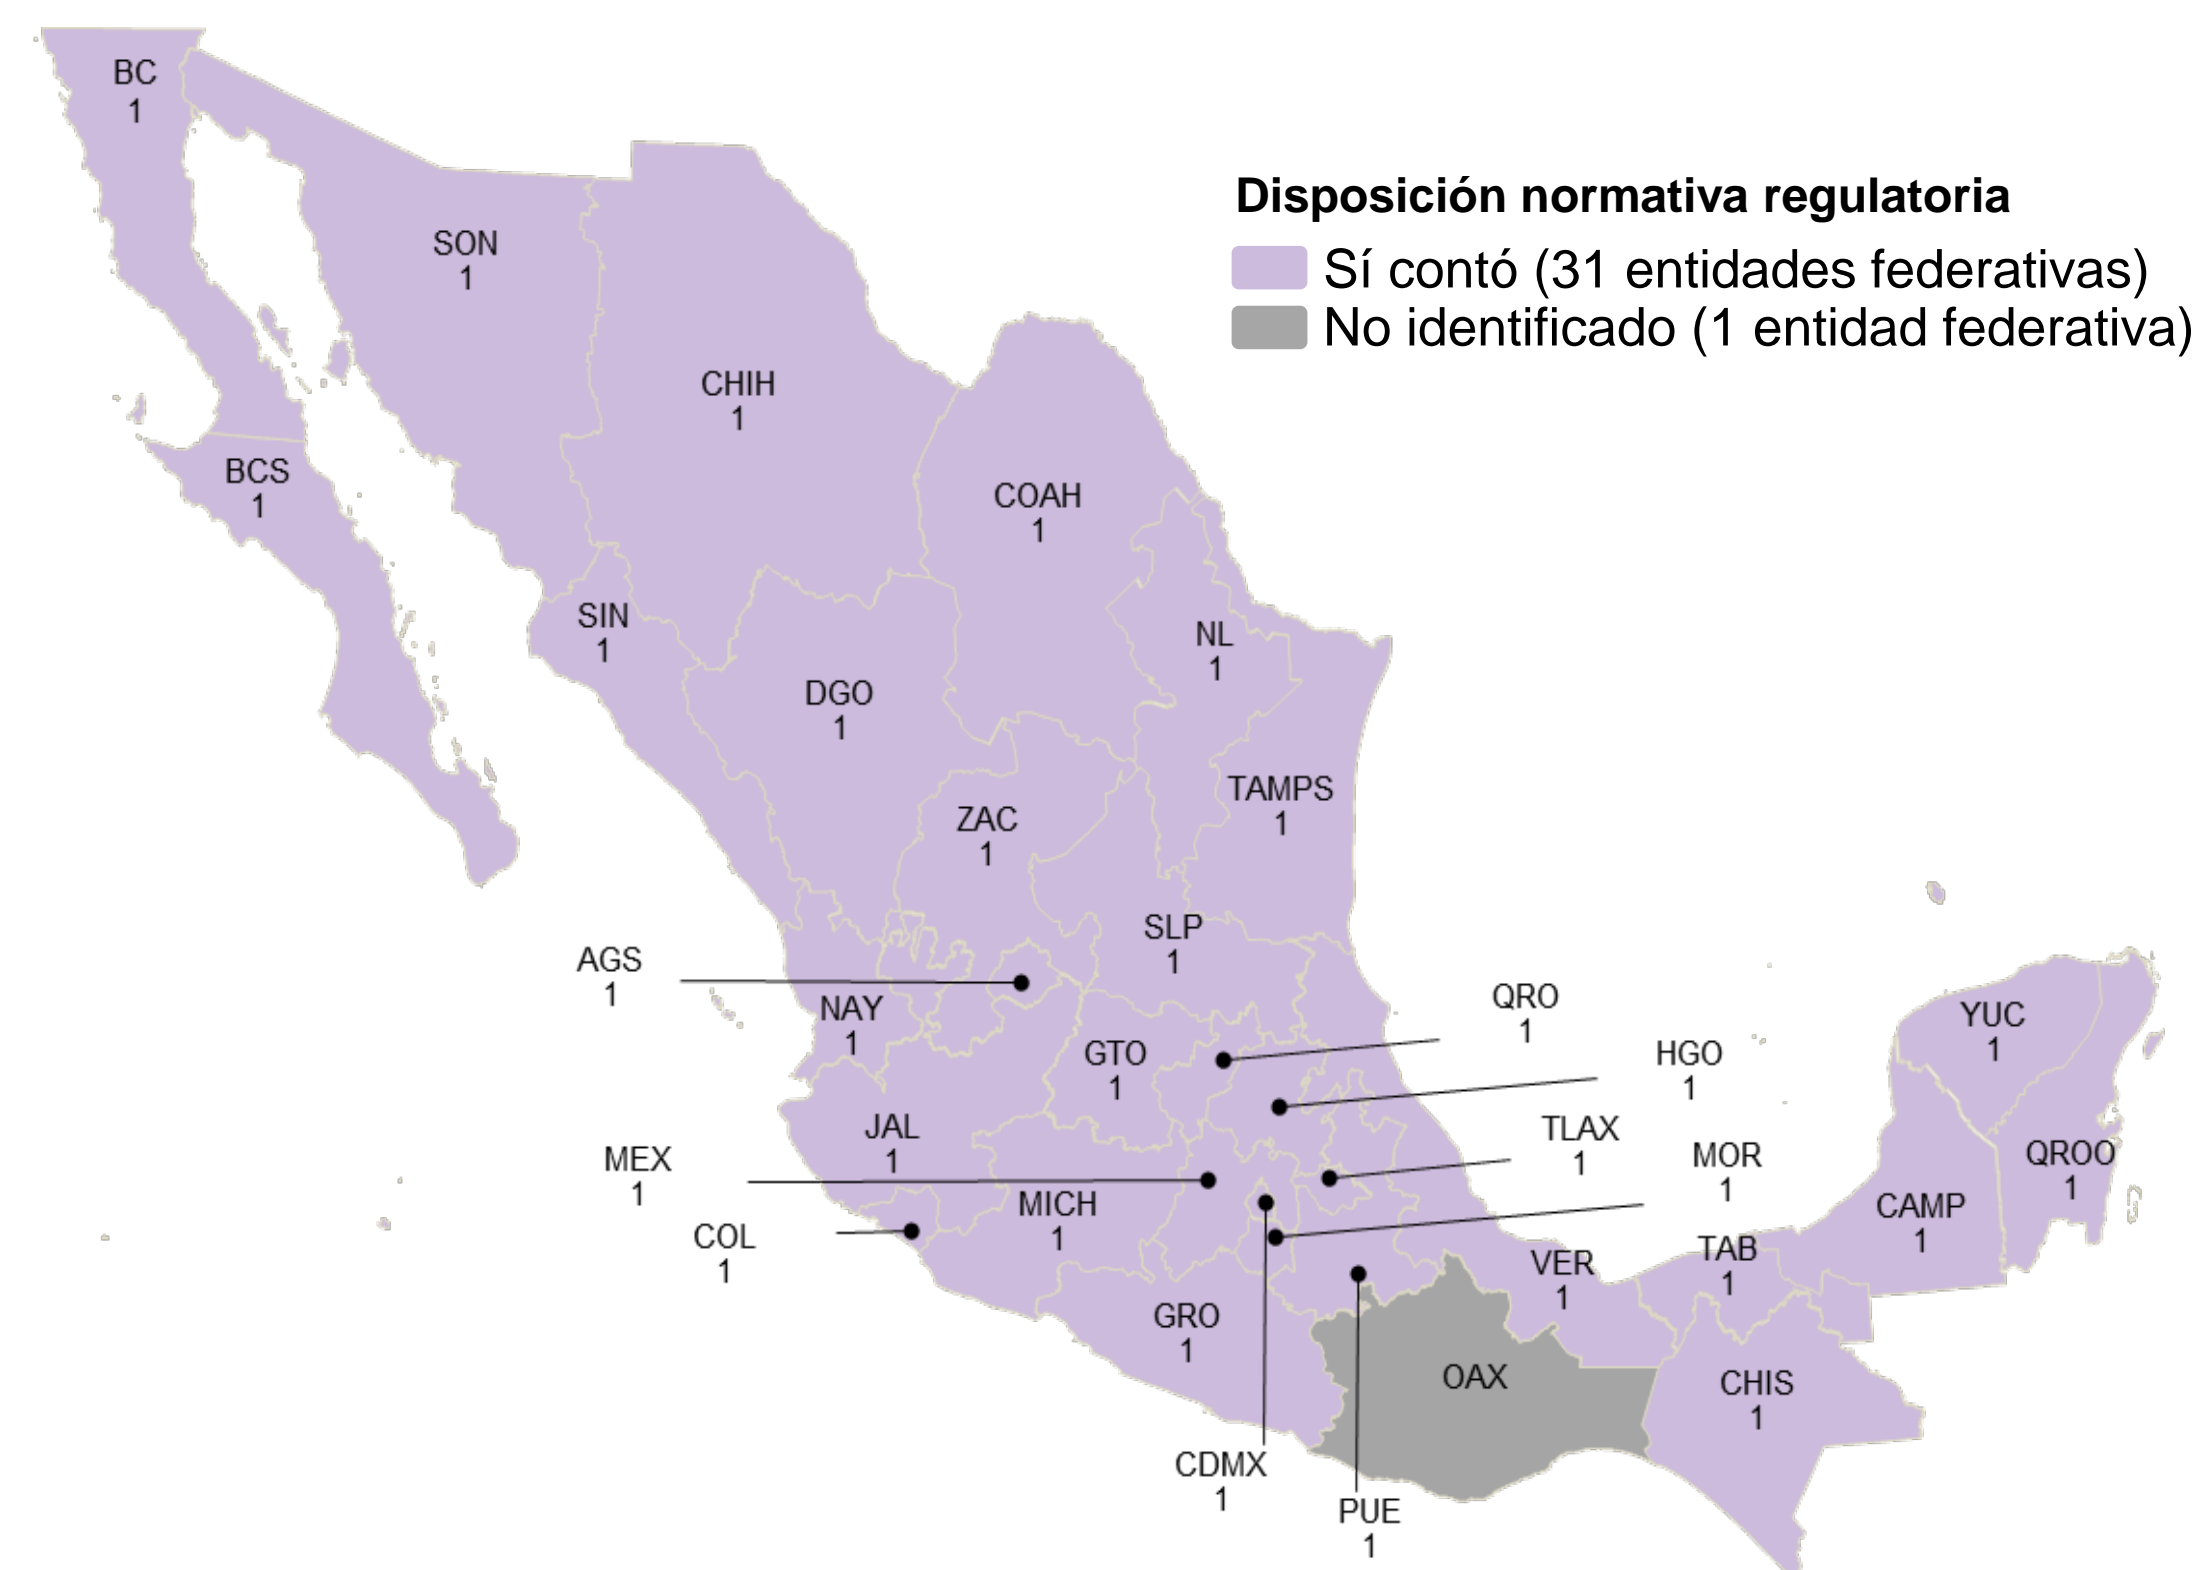 BC
1
Disposición normativa regulatoria
Sí contó (31 entidades federativas)
No identificado (1 entidad federativa)
SON
1
CHIH
1
BCS
1
COAH
1
SIN
1
NL
1
DGO
1
TAMPS
1
ZAC
1
SLP
1
AGS
1
NAY
1
QRO
1
GTO
1
HGO
1
JAL
1
TLAX
1
MEX
1
MOR
1
MICH
1
COL
1
YUC
1
QROO
1
CAMP
1
TAB
1
VER
1
GRO
1
OAX
CHIS
1
CDMX
1
PUE
1